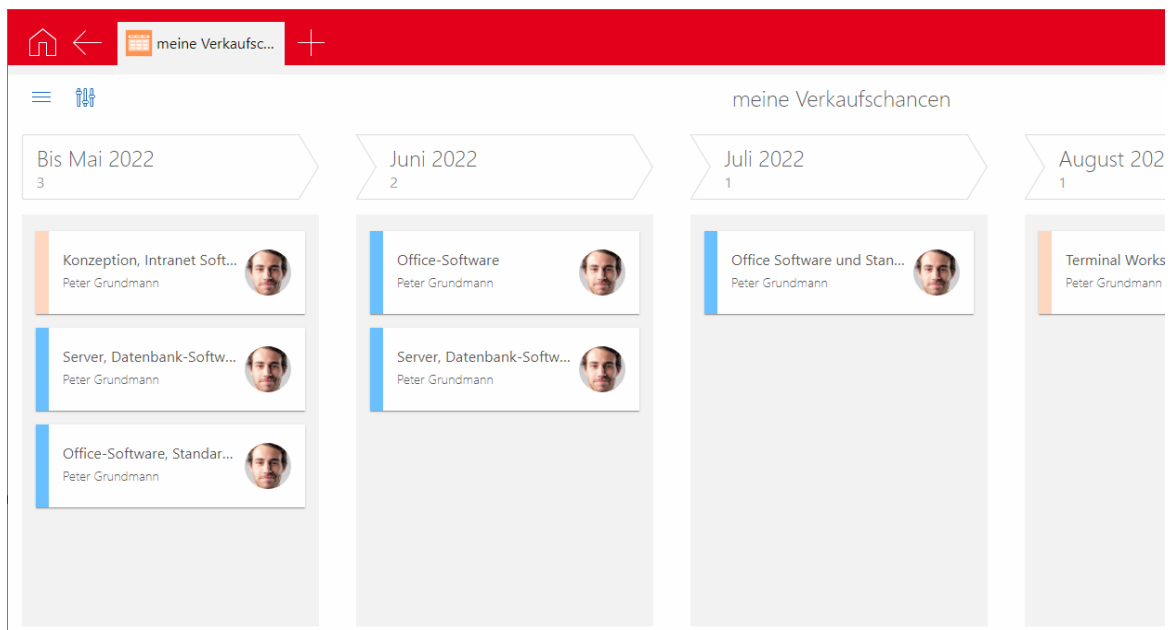 meine Verkaufsc...
meine Verkaufschancen
Bis Mai 2022
3
Juni 2022
2
Juli 2022
1
August 202
1
Konzeption, Intranet Soft...
Peter Grundmann
Server, Datenbank-Softw...
Peter Grundmann
Office-Software, Standar...
Peter Grundmann
Office-Software
Peter Grundmann
Server, Datenbank-Softw...
Peter Grundmann
Office Software und Stan...
Peter Grundmann
Terminal Works
Peter Grundmann